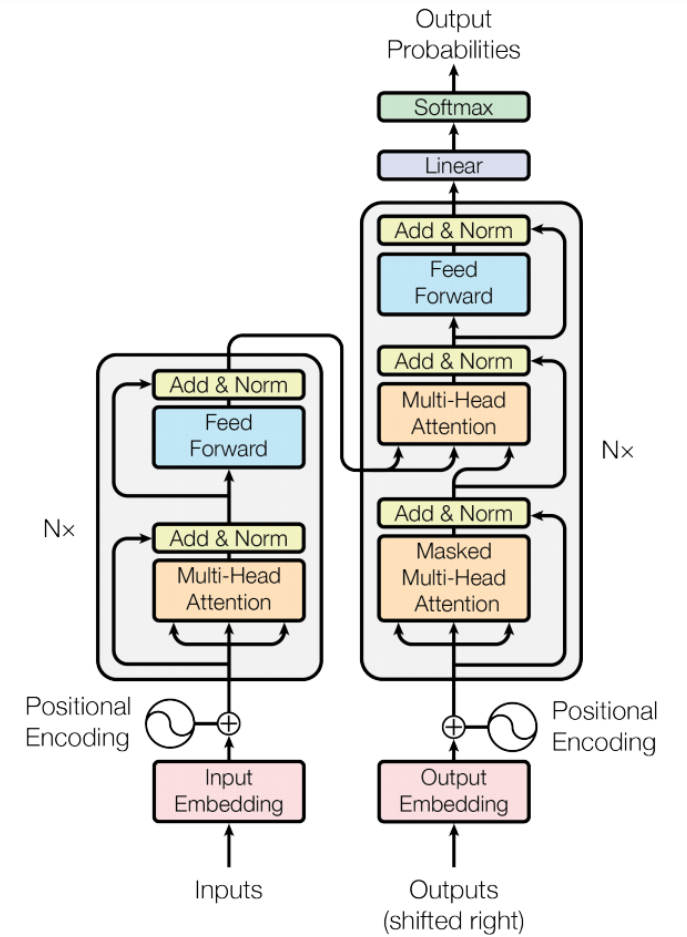 Output
Probabilities
Softmax
Linear
Add & Norm
Feed
Forward
Add & Norm
Multi-Head
Attention
Add & Norm
Masked
Multi-Head
Attention
Nx
Add & Norm
Feed
Forward
Add & Norm
Multi-Head
Attention
Nx
Positional
Encoding
Positional
Encoding
Input
Embedding
Output
Embedding
Inputs
Outputs
(shifted right)